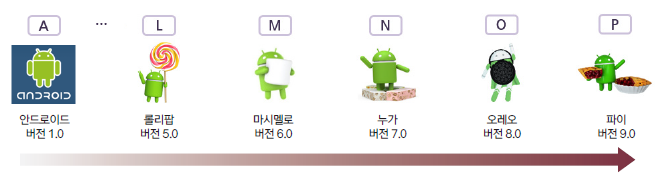 A ... L M N O P
ANDROID
안드로이드 롤리팝 마시멜로 누가 오레오 파이
버전 1.0 버전 5.0 버전 6.0 버전 7.0 버전 8.0 버전 9.0